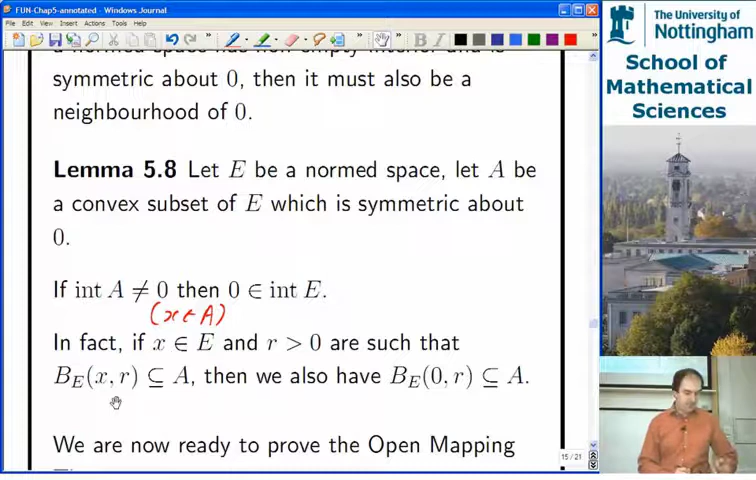 FUN-Chap5-annotated - Windows Journal
File Edit View Insert Actions Tools Help
B I
symmetric about 0, then it must also be a
neighbourhood of 0.
Lemma 5.8 Let E be a normed space, let A be
a convex subset of E which is symmetric about
0.
If int A ≠ 0 then 0 ∈ int E.
(x ∈ A)
In fact, if x ∈ E and r > 0 are such that
B_E(x, r) ⊆ A, then we also have B_E(0, r) ⊆ A.
We are now ready to prove the Open Mapping
15 / 21
The University of
Nottingham
School of
Mathematical
Sciences